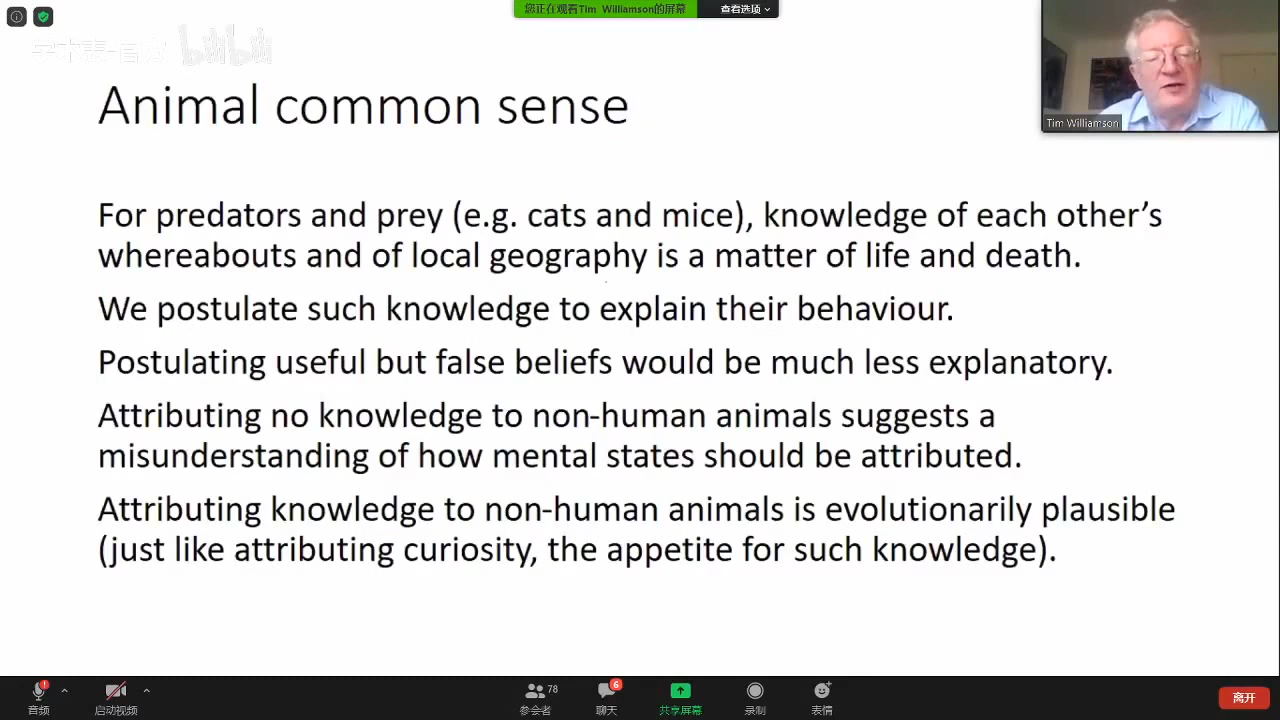 您正在观看Tim Williamson的屏幕
查看选项
bilibili
Tim Williamson
Animal common sense
For predators and prey (e.g. cats and mice), knowledge of each other’s
whereabouts and of local geography is a matter of life and death.
We postulate such knowledge to explain their behaviour.
Postulating useful but false beliefs would be much less explanatory.
Attributing no knowledge to non-human animals suggests a
misunderstanding of how mental states should be attributed.
Attributing knowledge to non-human animals is evolutionarily plausible
(just like attributing curiosity, the appetite for such knowledge).
音频
启动视频
78
参会者
6
聊天
共享屏幕
录制
表情
离开